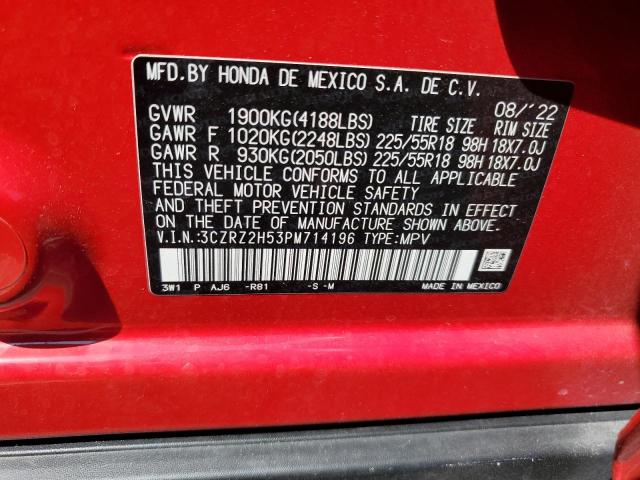 MFD. BY HONDA DE MEXICO S.A. DE C.V.
08/'22
GVWR 1900KG(4188LBS) TIRE SIZE RIM SIZE
GAWR F 1020KG(2248LBS) 225/55R18 98H 18X7.0J
GAWR R 930KG(2050LBS) 225/55R18 98H 18X7.0J
THIS VEHICLE CONFORMS TO ALL APPLICABLE
FEDERAL MOTOR VEHICLE SAFETY
AND THEFT PREVENTION STANDARDS IN EFFECT
ON THE DATE OF MANUFACTURE SHOWN ABOVE.
V.I.N.:3CZRZ2H53PM714196 TYPE:MPV
3W1 P AJ6 -R81 -S -M MADE IN MEXICO